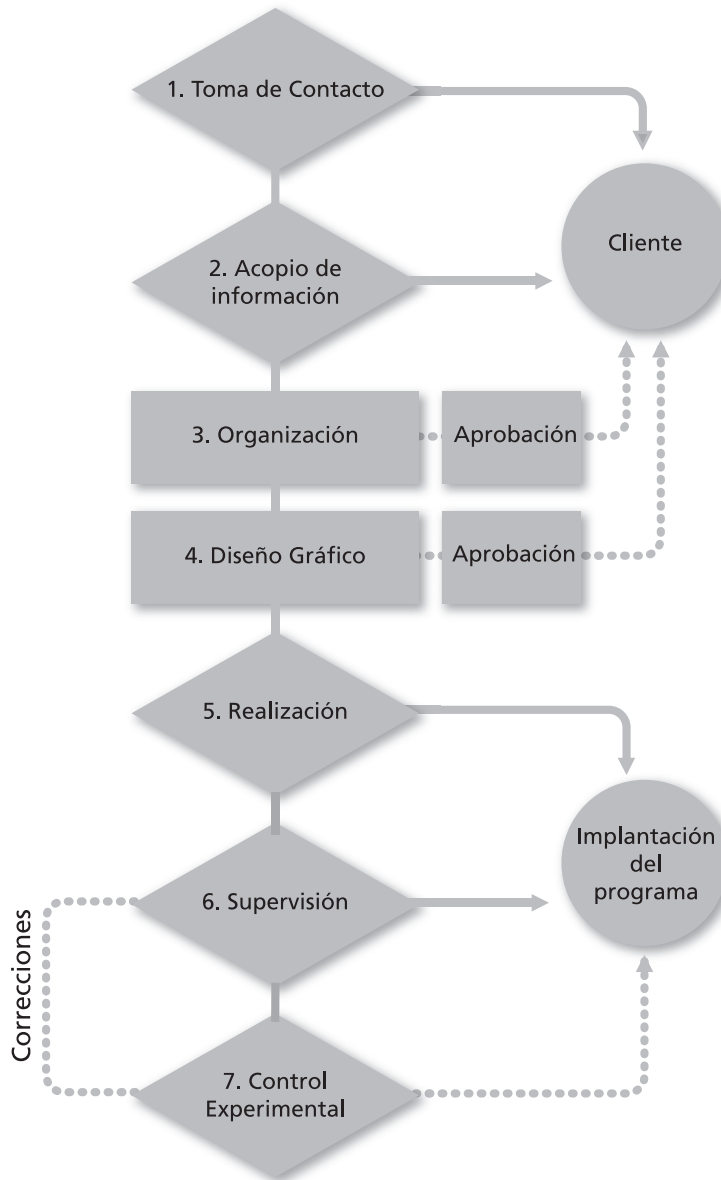 1. Toma de Contacto
Cliente
2. Acopio de
información
3. Organización
Aprobación
4. Diseño Gráfico
Aprobación
5. Realización
Implantación
del
programa
6. Supervisión
Correcciones
7. Control
Experimental